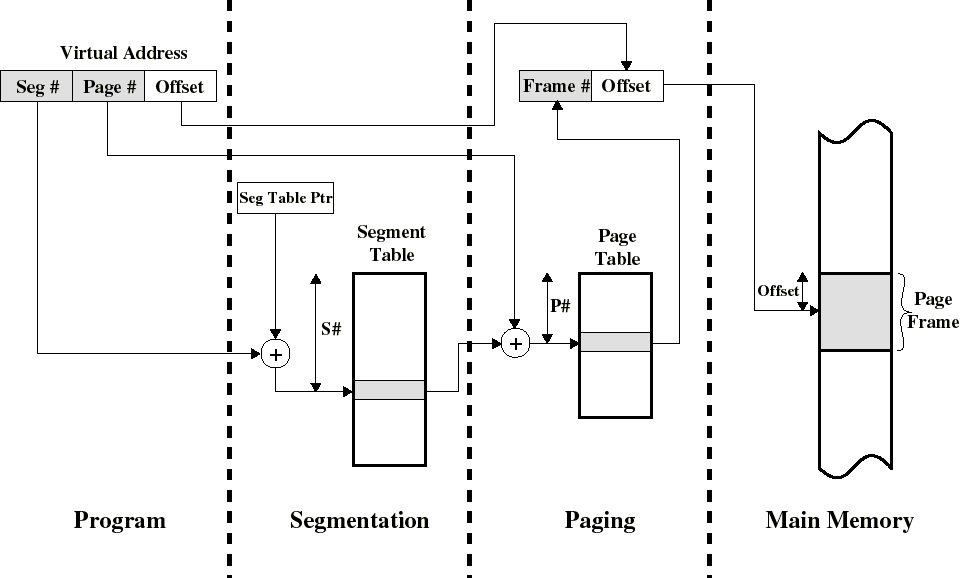 Virtual Address
Seg #
Page #
Offset
Frame #
Offset
Seg Table Ptr
Segment
Table
Page
Table
S#
P#
+
+
Offset
Page
Frame
Program
Segmentation
Paging
Main Memory